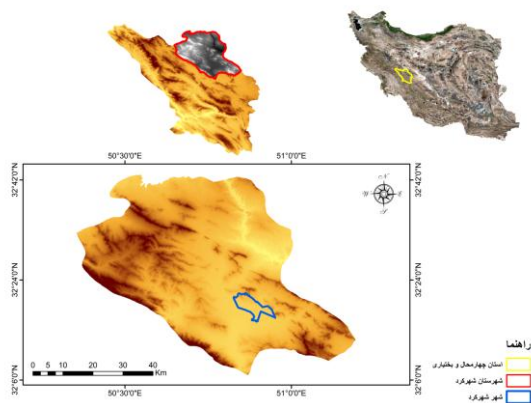 50°30'0"E
51°0'0"E
32°42'0"N
32°42'0"N
N
W
E
S
32°24'0"N
32°24'0"N
راهنما
استان چهارمحال و بختیاری
شهرستان شهرکرد
شهر شهرکرد
0 5 10 20 30 40
Km
32°6'0"N
32°6'0"N
50°30'0"E
51°0'0"E